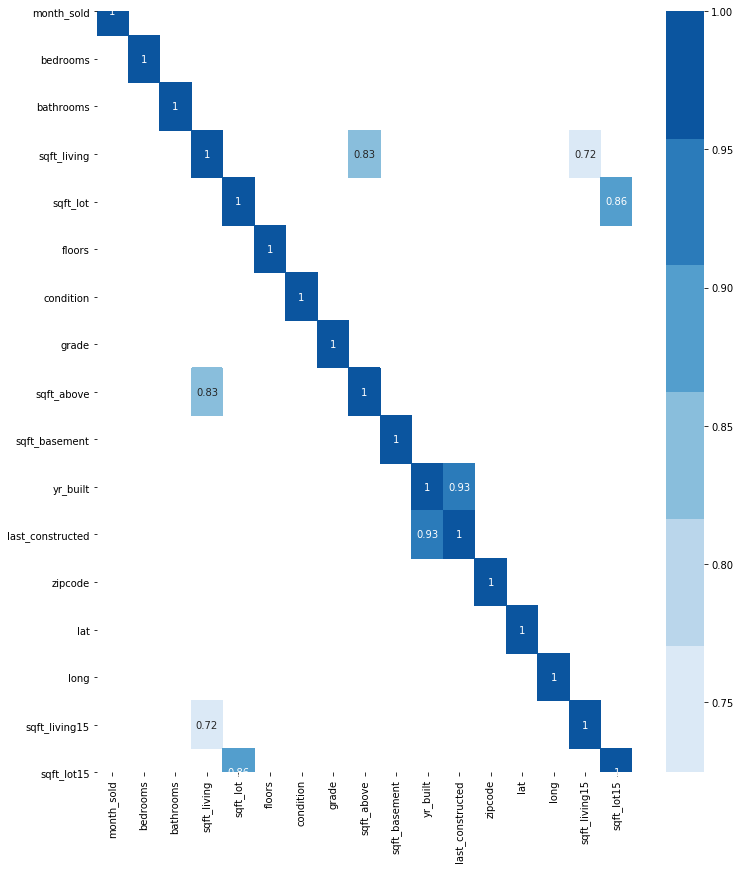 month_sold 1
bedrooms 1
bathrooms 1
sqft_living 1 0.83 0.72
sqft_lot 1 0.86
floors 1
condition 1
grade 1
sqft_above 0.83 1
sqft_basement 1
yr_built 1 0.93
last_constructed 0.93 1
zipcode 1
lat 1
long 1
sqft_living15 0.72 1
sqft_lot15 0.86 1
month_sold
bedrooms
bathrooms
sqft_living
sqft_lot
floors
condition
grade
sqft_above
sqft_basement
yr_built
last_constructed
zipcode
lat
long
sqft_living15
sqft_lot15
1.00
0.95
0.90
0.85
0.80
0.75